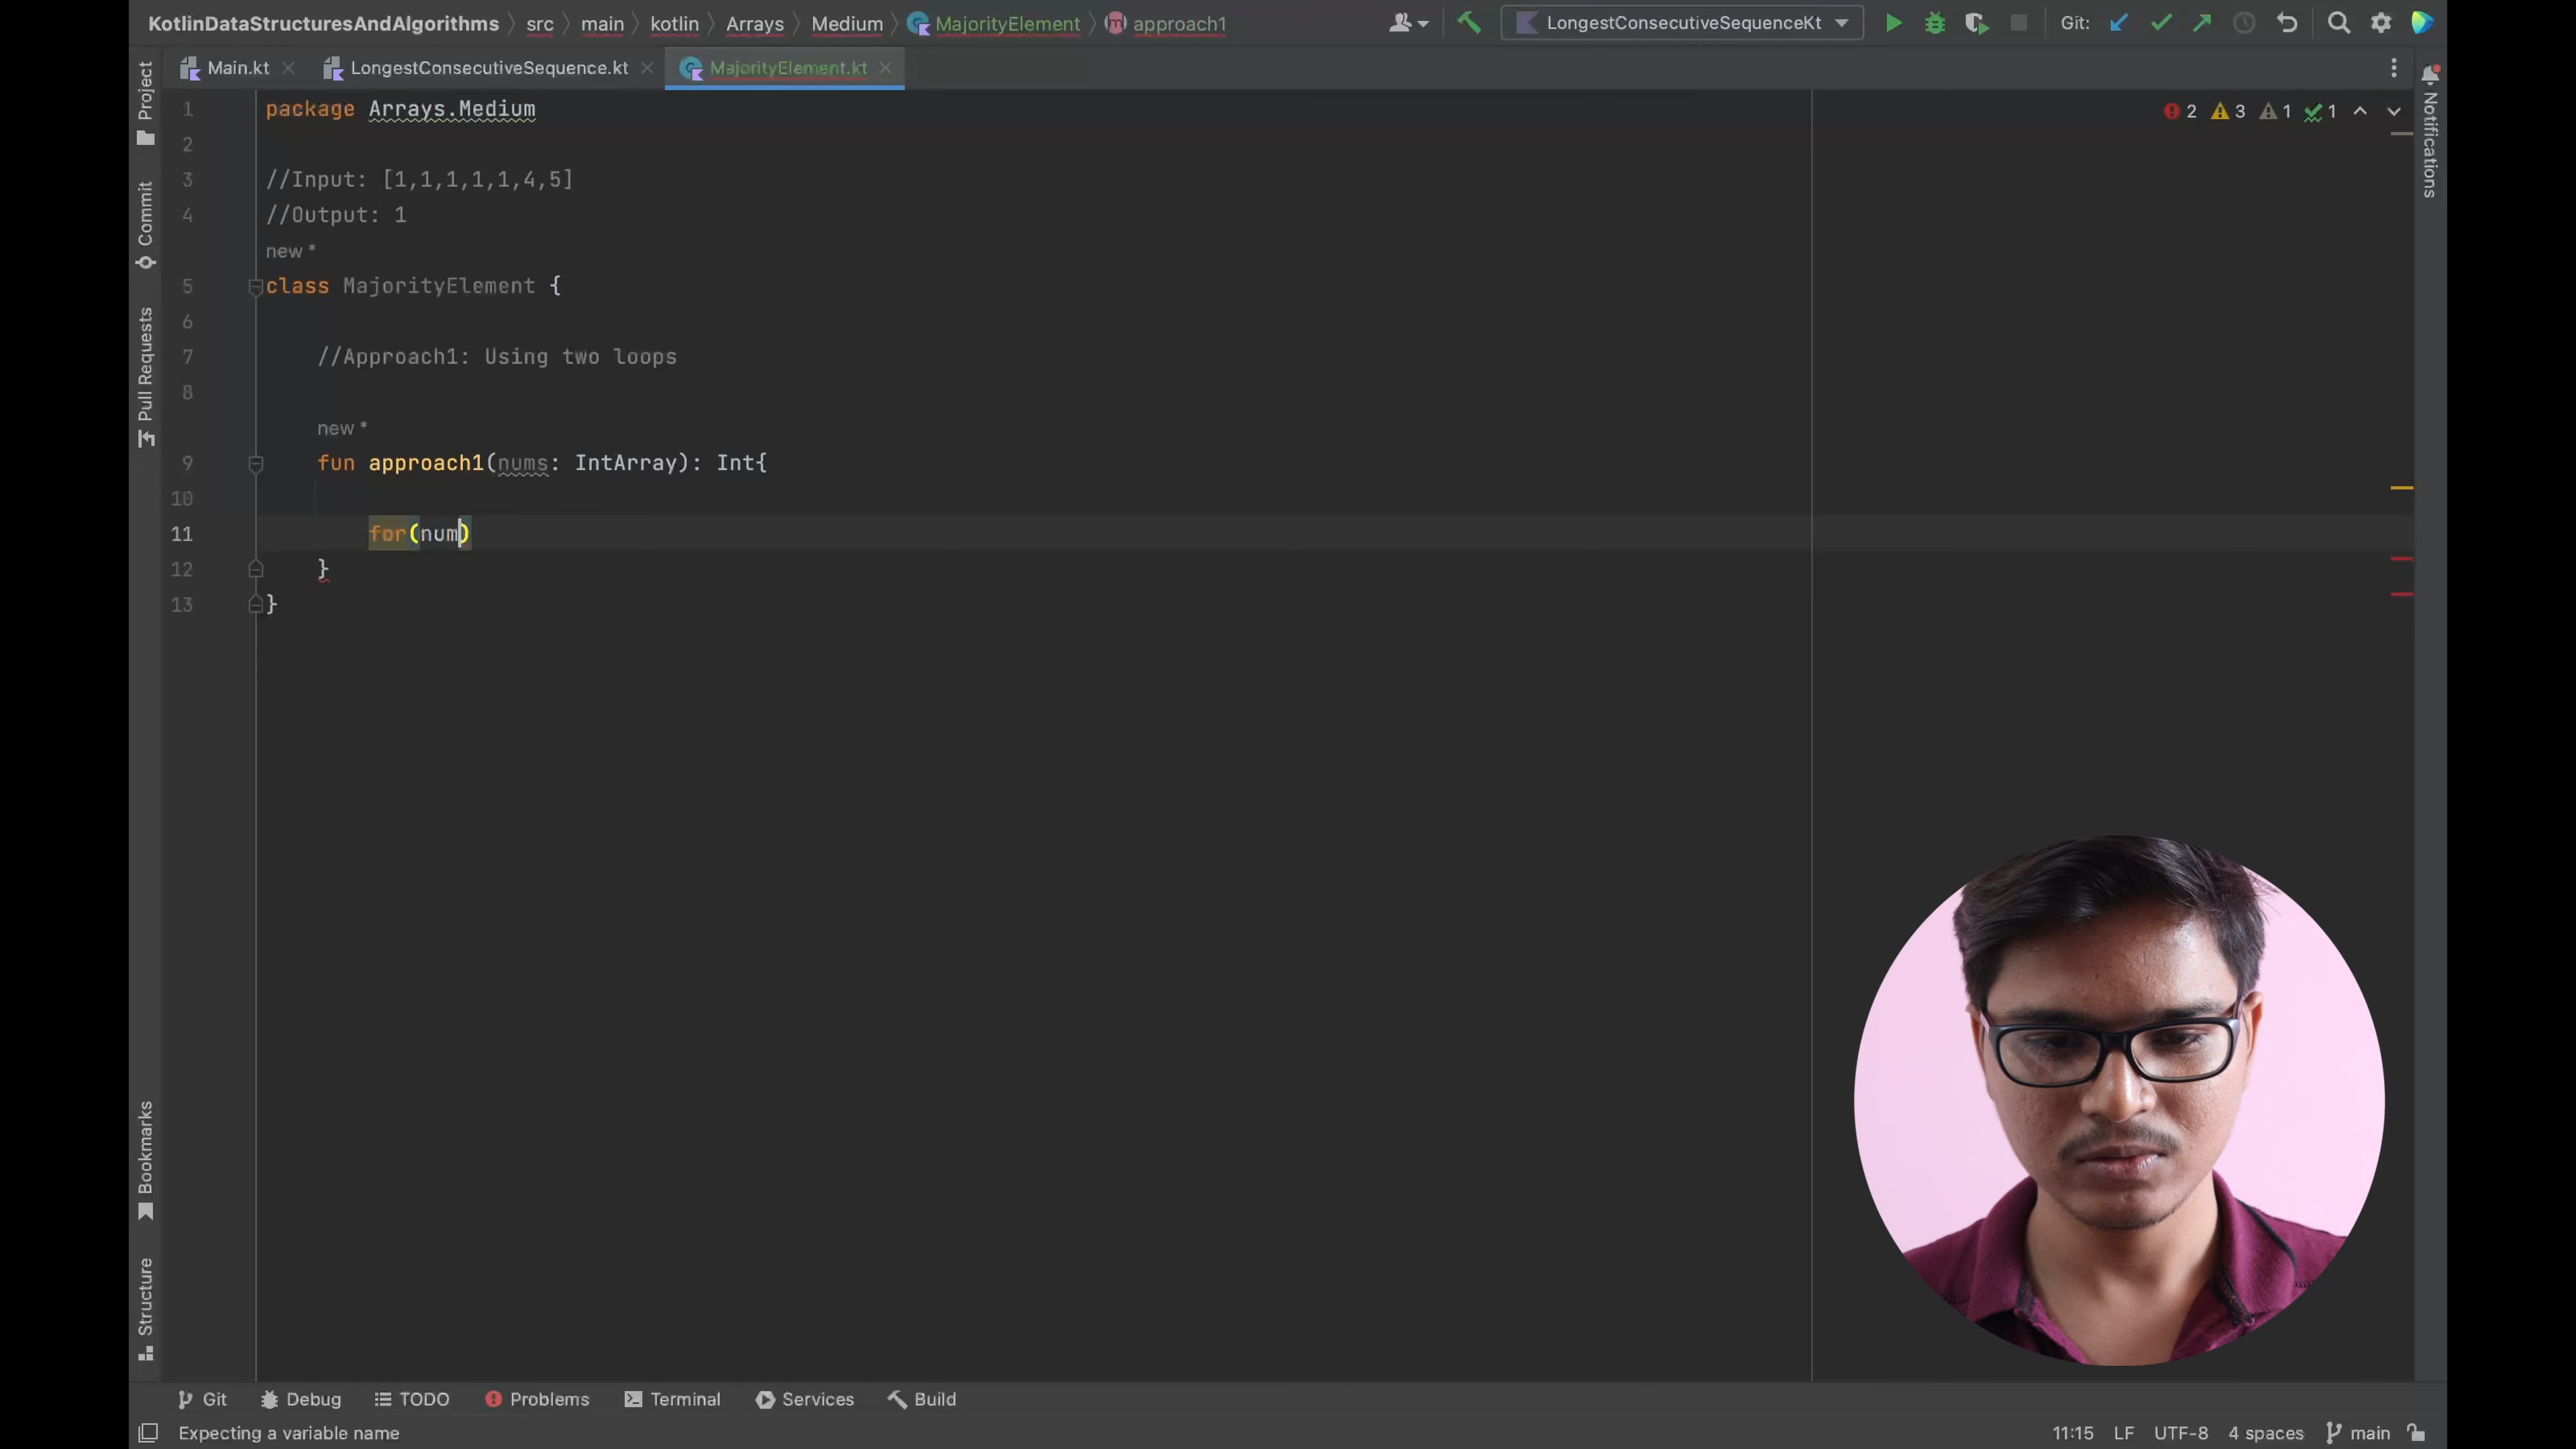 KotlinDataStructuresAndAlgorithms src main kotlin Arrays Medium MajorityElement approach1 LongestConsecutiveSequenceKt Git:
Main.kt LongestConsecutiveSequence.kt MajorityElement.kt
1 package Arrays.Medium
2 3 1 1
2
3 //Input: [1,1,1,1,1,4,5]
4 //Output: 1
new *
5 class MajorityElement {
6
7 //Approach1: Using two loops
8
new *
9 fun approach1(nums: IntArray): Int{
10
11 for(num)
12 }
13 }
Project
Commit
Pull Requests
Bookmarks
Structure
Notifications
Git Debug TODO Problems Terminal Services Build
Expecting a variable name 11:15 LF UTF-8 4 spaces main